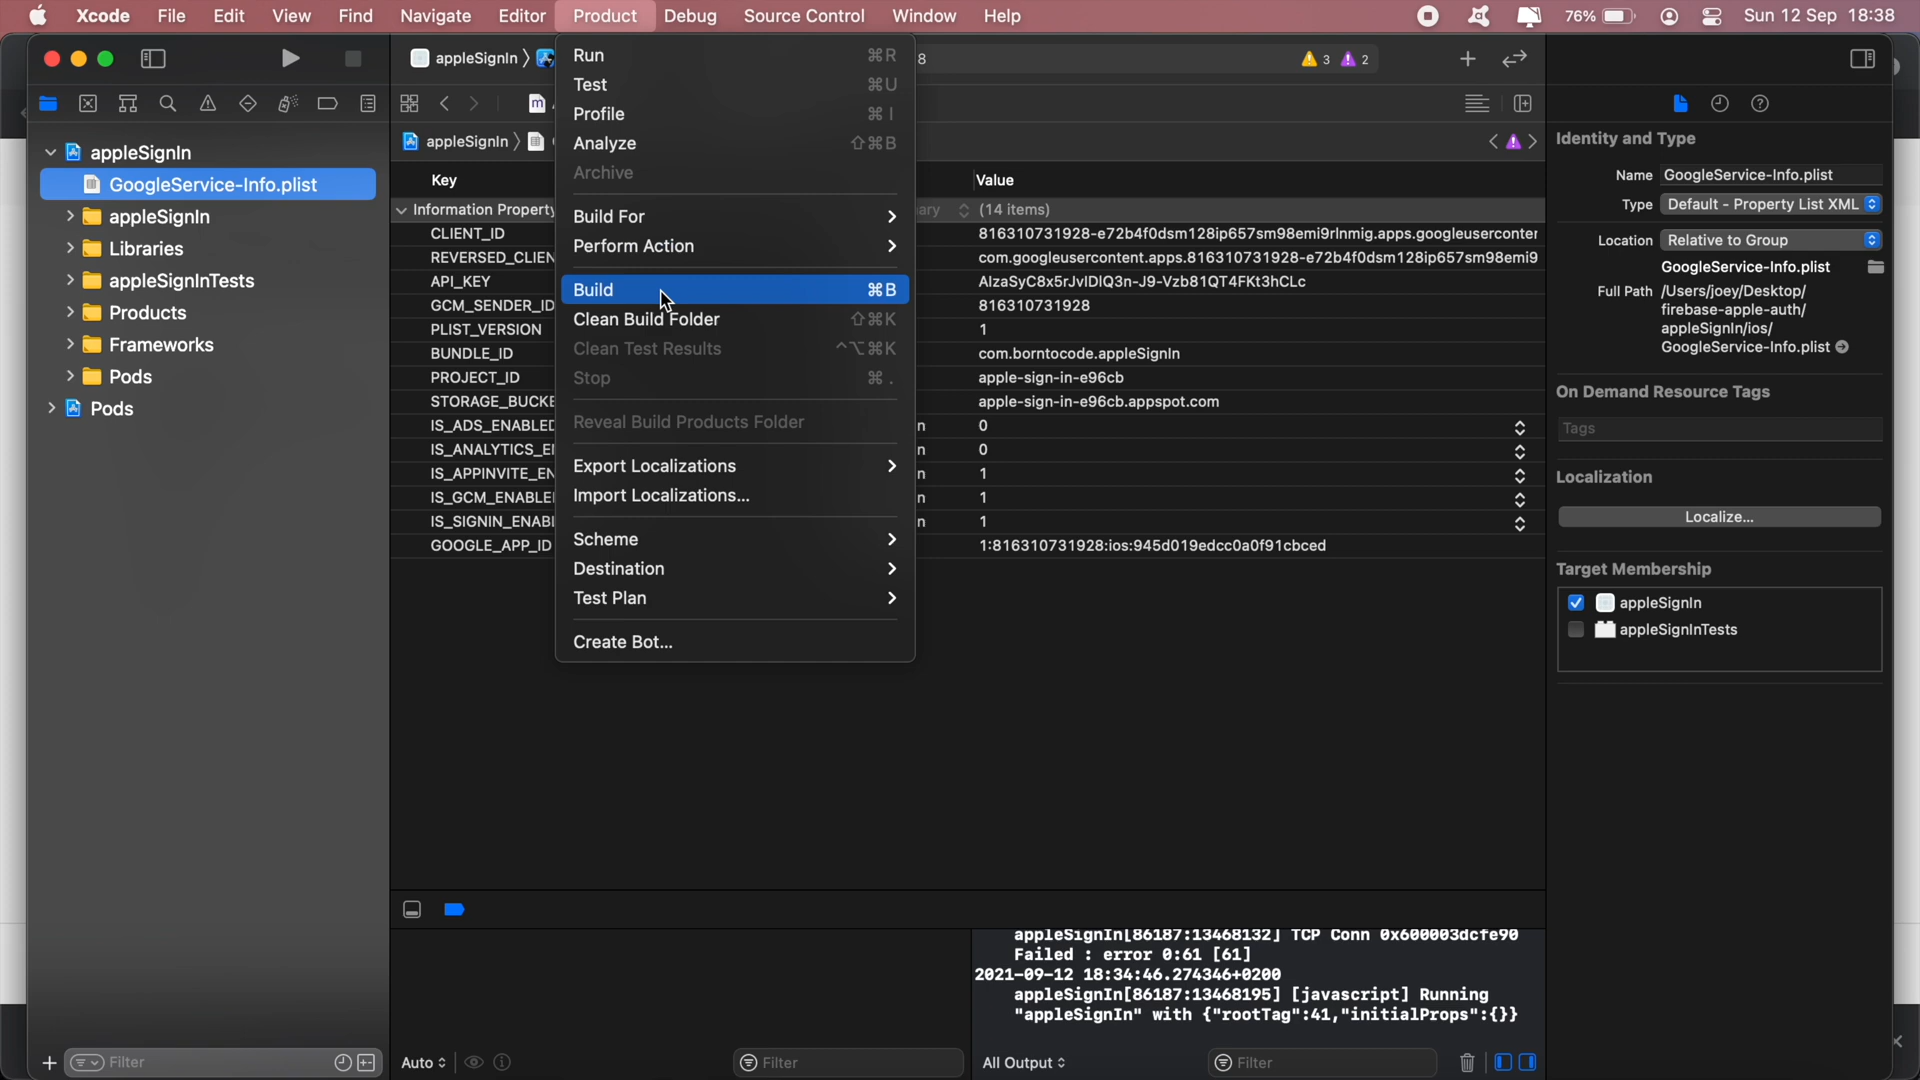 Xcode File Edit View Find Navigate Editor Product Debug Source Control Window Help
76% Sun 12 Sep 18:38
appleSignIn
GoogleService-Info.plist
appleSignIn
Libraries
appleSignInTests
Products
Frameworks
Pods
Pods
Filter
appleSignIn
8
3 2
m
appleSignIn
Key Value
Information Property (14 items)
CLIENT_ID 816310731928-e72b4f0dsm128ip657sm98emi9rlnmig.apps.googleusercontent
REVERSED_CLIEN com.googleusercontent.apps.816310731928-e72b4f0dsm128ip657sm98emi9
API_KEY AIzaSyC8x5rJvIDIQ3n-J9-Vzb81QT4FKt3hCLc
GCM_SENDER_ID 816310731928
PLIST_VERSION 1
BUNDLE_ID com.borntocode.appleSignIn
PROJECT_ID apple-sign-in-e96cb
STORAGE_BUCKE apple-sign-in-e96cb.appspot.com
IS_ADS_ENABLED n 0
IS_ANALYTICS_E n 0
IS_APPINVITE_EN n 1
IS_GCM_ENABLE n 1
IS_SIGNIN_ENAB n 1
GOOGLE_APP_ID 1:816310731928:ios:945d019edcc0a0f91cbced
Run ⌘R
Test ⌘U
Profile ⌘I
Analyze ⇧⌘B
Archive
Build For
Perform Action
Build ⌘B
Clean Build Folder ⇧⌘K
Clean Test Results ^⌥⌘K
Stop ⌘.
Reveal Build Products Folder
Export Localizations
Import Localizations...
Scheme
Destination
Test Plan
Create Bot...
appleSignIn[86187:13468132] TCP Conn 0x600003dcfe90
Failed : error 0:61 [61]
2021-09-12 18:34:46.274346+0200
appleSignIn[86187:13468195] [javascript] Running
"appleSignIn" with {"rootTag":41,"initialProps":{}}
Auto Filter All Output Filter
Identity and Type
Name GoogleService-Info.plist
Type Default - Property List XML
Location Relative to Group
GoogleService-Info.plist
Full Path /Users/joey/Desktop/
firebase-apple-auth/
appleSignIn/ios/
GoogleService-Info.plist
On Demand Resource Tags
Tags
Localization
Localize...
Target Membership
appleSignIn
appleSignInTests